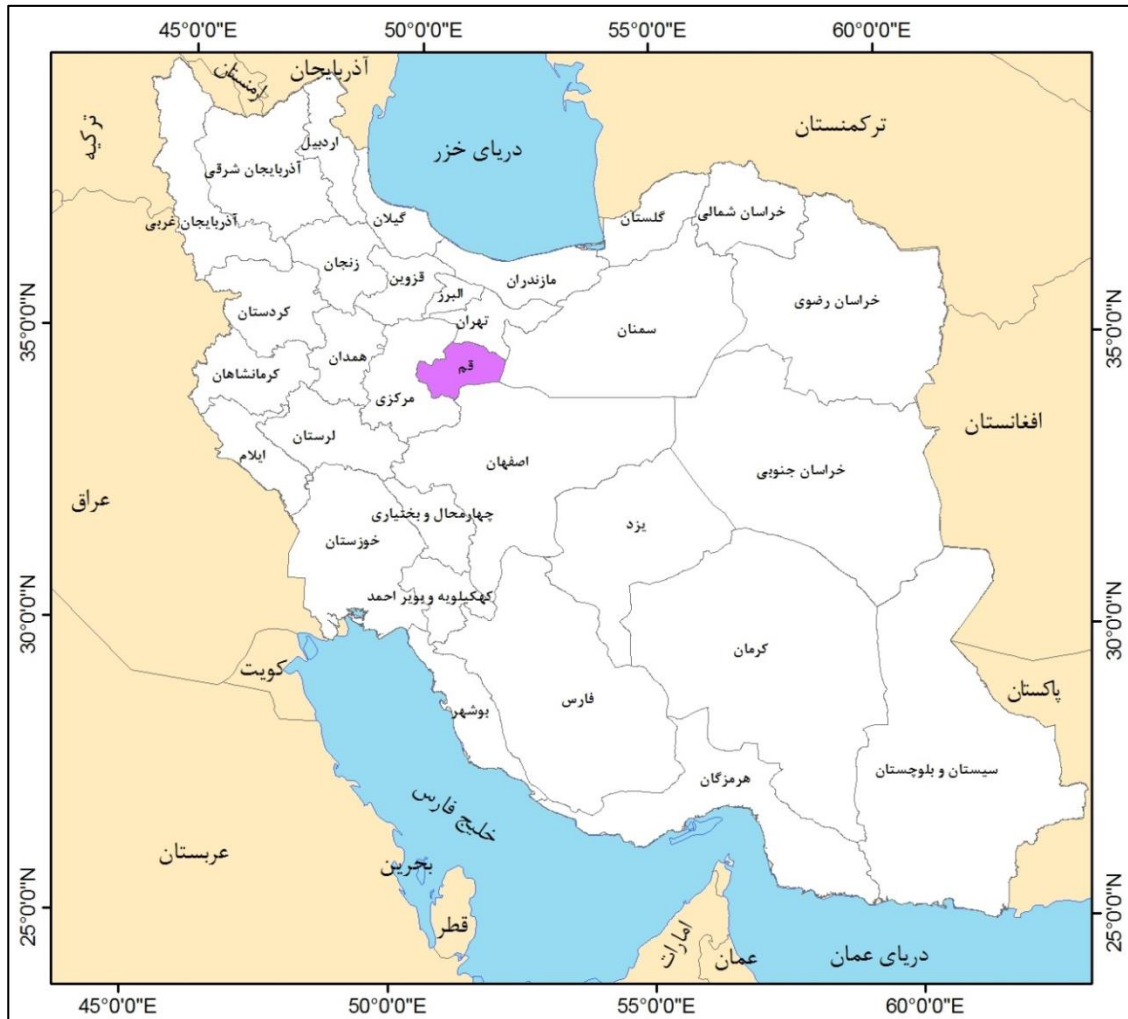 45°0'0"E 50°0'0"E 55°0'0"E 60°0'0"E
آذربایجان
ارمنستان
ترکیه
ترکمنستان
دریای خزر
اردبیل
آذربایجان شرقی
گیلان
گلستان
خراسان شمالی
آذربایجان غربی
زنجان
قزوین
البرز
مازندران
خراسان رضوی
35°0'0"N
کردستان
تهران
سمنان
35°0'0"N
همدان
قم
کرمانشاهان
مرکزی
لرستان
ایلام
اصفهان
خراسان جنوبی
افغانستان
عراق
چهارمحال و بختیاری
خوزستان
یزد
30°0'0"N
کهکیلویه و بویر احمد
30°0'0"N
کویت
کرمان
پاکستان
فارس
بوشهر
هرمزگان
سیستان و بلوچستان
خلیج فارس
عربستان
بحرین
25°0'0"N
قطر
امارات
عمان
دریای عمان
25°0'0"N
45°0'0"E 50°0'0"E 55°0'0"E 60°0'0"E